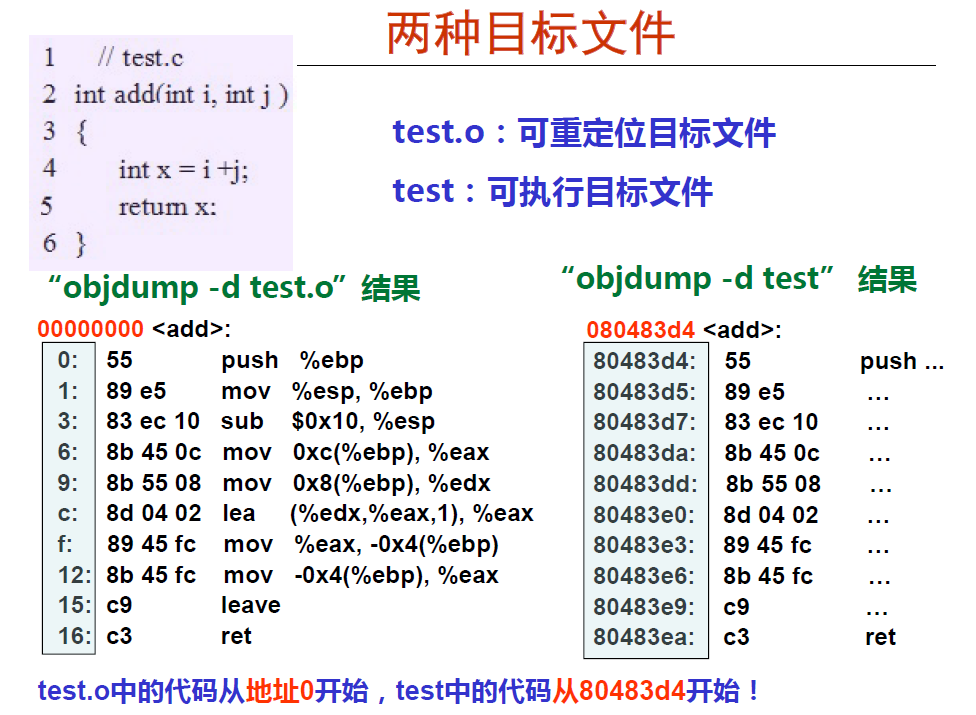 两种目标文件
1 // test.c
2 int add(int i, int j )
3 {
4 int x = i +j;
5 return x:
6 }
test.o：可重定位目标文件
test：可执行目标文件
“objdump -d test.o”结果
00000000 <add>:
0: 55 push %ebp
1: 89 e5 mov %esp, %ebp
3: 83 ec 10 sub $0x10, %esp
6: 8b 45 0c mov 0xc(%ebp), %eax
9: 8b 55 08 mov 0x8(%ebp), %edx
c: 8d 04 02 lea (%edx,%eax,1), %eax
f: 89 45 fc mov %eax, -0x4(%ebp)
12: 8b 45 fc mov -0x4(%ebp), %eax
15: c9 leave
16: c3 ret
“objdump -d test” 结果
080483d4 <add>:
80483d4: 55 push ...
80483d5: 89 e5 …
80483d7: 83 ec 10 …
80483da: 8b 45 0c …
80483dd: 8b 55 08 …
80483e0: 8d 04 02 …
80483e3: 89 45 fc …
80483e6: 8b 45 fc …
80483e9: c9 …
80483ea: c3 ret
test.o中的代码从地址0开始，test中的代码从80483d4开始！